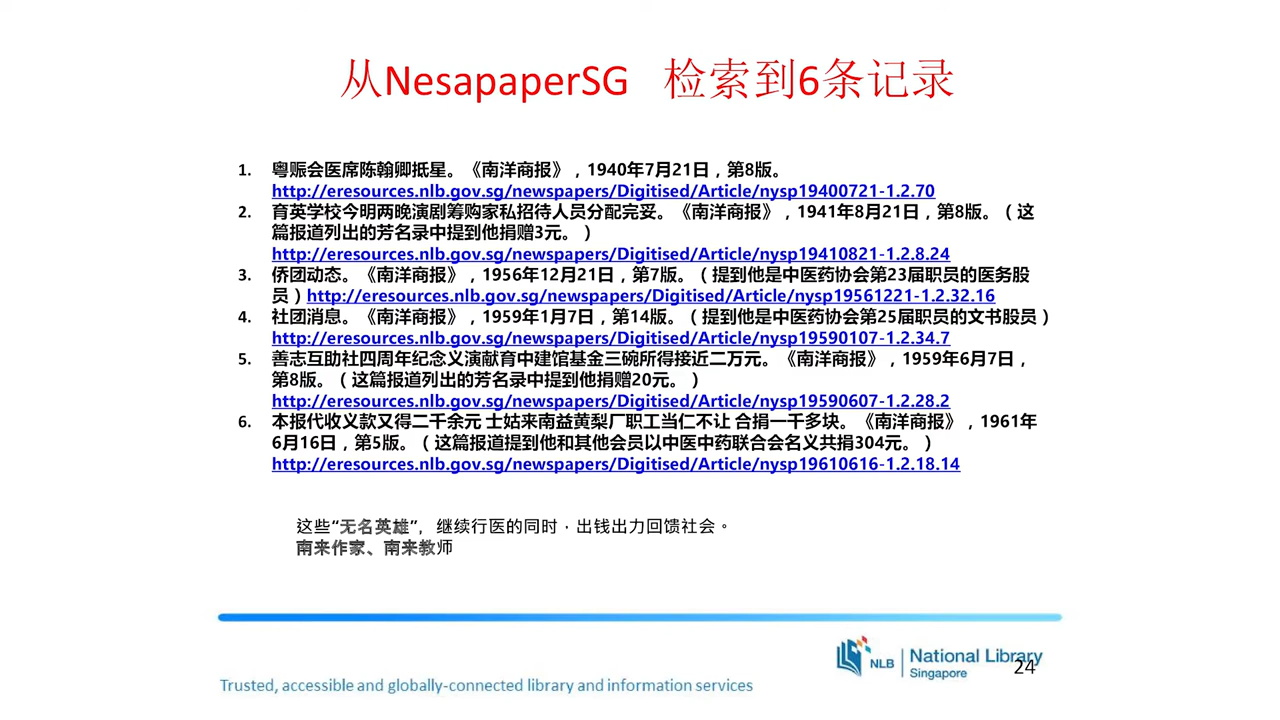 从NesapaperSG 检索到6条记录
1. 粤赈会医席陈翰卿抵星。《南洋商报》，1940年7月21日，第8版。
http://eresources.nlb.gov.sg/newspapers/Digitised/Article/nysp19400721-1.2.70
2. 育英学校今明两晚演剧筹购家私招待人员分配完妥。《南洋商报》，1941年8月21日，第8版。（这
篇报道列出的芳名录中提到他捐赠3元。）
http://eresources.nlb.gov.sg/newspapers/Digitised/Article/nysp19410821-1.2.8.24
3. 侨团动态。《南洋商报》，1956年12月21日，第7版。（提到他是中医药协会第23届职员的医务股
员）http://eresources.nlb.gov.sg/newspapers/Digitised/Article/nysp19561221-1.2.32.16
4. 社团消息。《南洋商报》，1959年1月7日，第14版。（提到他是中医药协会第25届职员的文书股员）
http://eresources.nlb.gov.sg/newspapers/Digitised/Article/nysp19590107-1.2.34.7
5. 善志互助社四周年纪念义演献育中建馆基金三碗所得接近二万元。《南洋商报》，1959年6月7日，
第8版。（这篇报道列出的芳名录中提到他捐赠20元。）
http://eresources.nlb.gov.sg/newspapers/Digitised/Article/nysp19590607-1.2.28.2
6. 本报代收义款又得二千余元 士姑来南益黄梨厂职工当仁不让 合捐一千多块。《南洋商报》，1961年
6月16日，第5版。（这篇报道提到他和其他会员以中医中药联合会名义共捐304元。）
http://eresources.nlb.gov.sg/newspapers/Digitised/Article/nysp19610616-1.2.18.14
这些“无名英雄”，继续行医的同时，出钱出力回馈社会。
南来作家、南来教师
NLB National Library
Singapore
24
Trusted, accessible and globally-connected library and information services